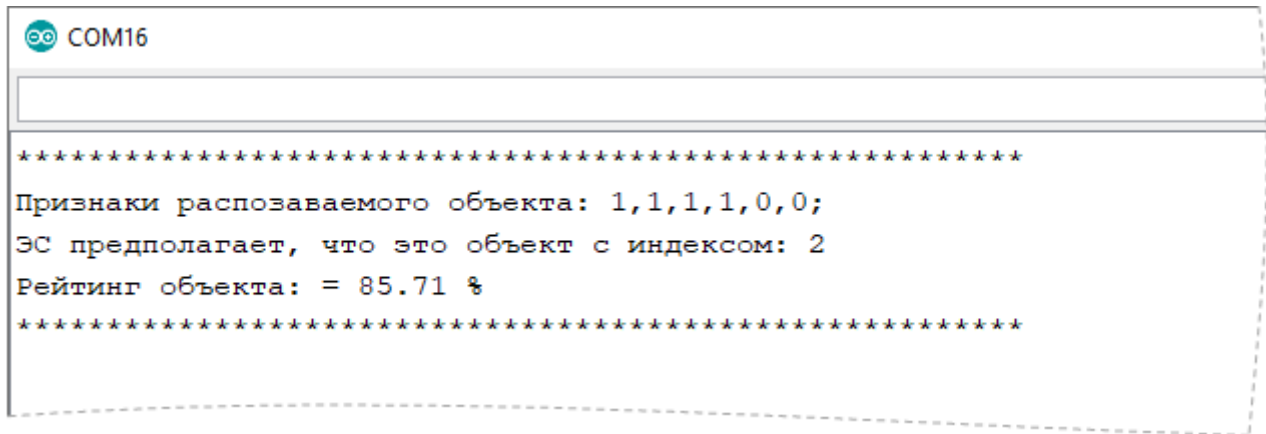 COM16
********************************************************
Признаки распозаваемого объекта: 1,1,1,1,0,0;
ЭС предполагает, что это объект с индексом: 2
Рейтинг объекта: = 85.71 %
********************************************************